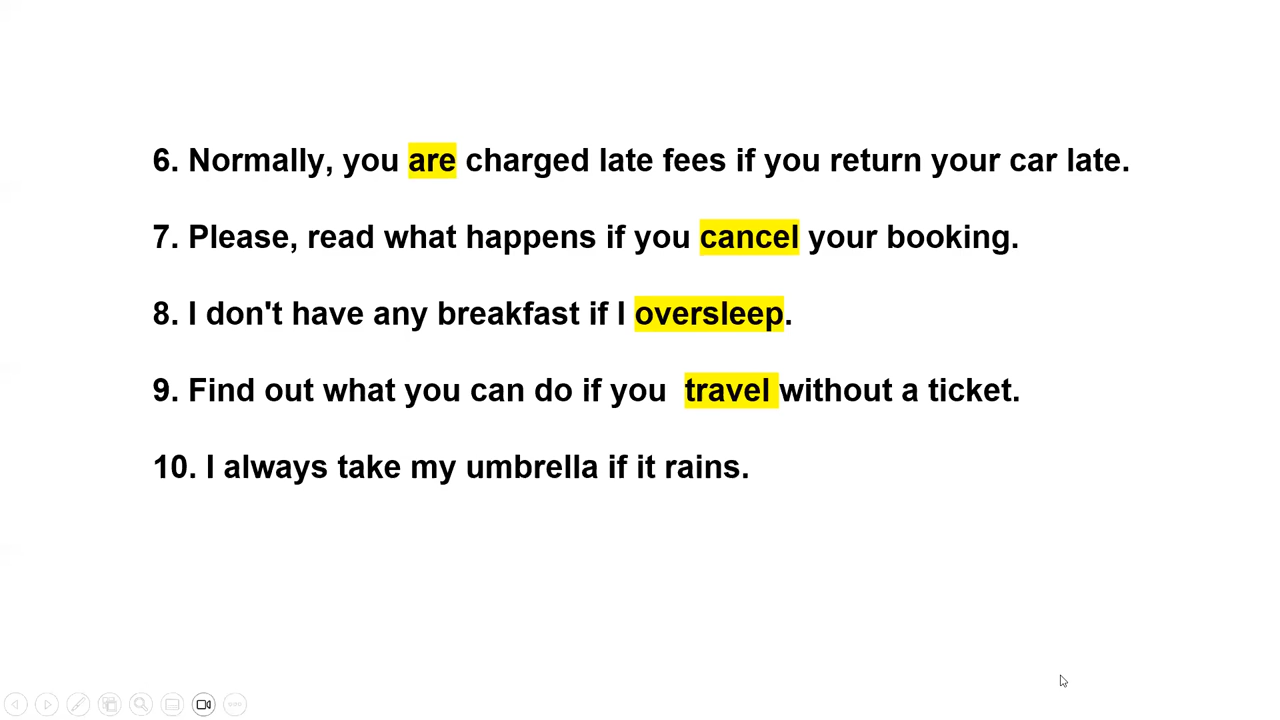 6. Normally, you are charged late fees if you return your car late.
7. Please, read what happens if you cancel your booking.
8. I don't have any breakfast if I oversleep.
9. Find out what you can do if you travel without a ticket.
10. I always take my umbrella if it rains.